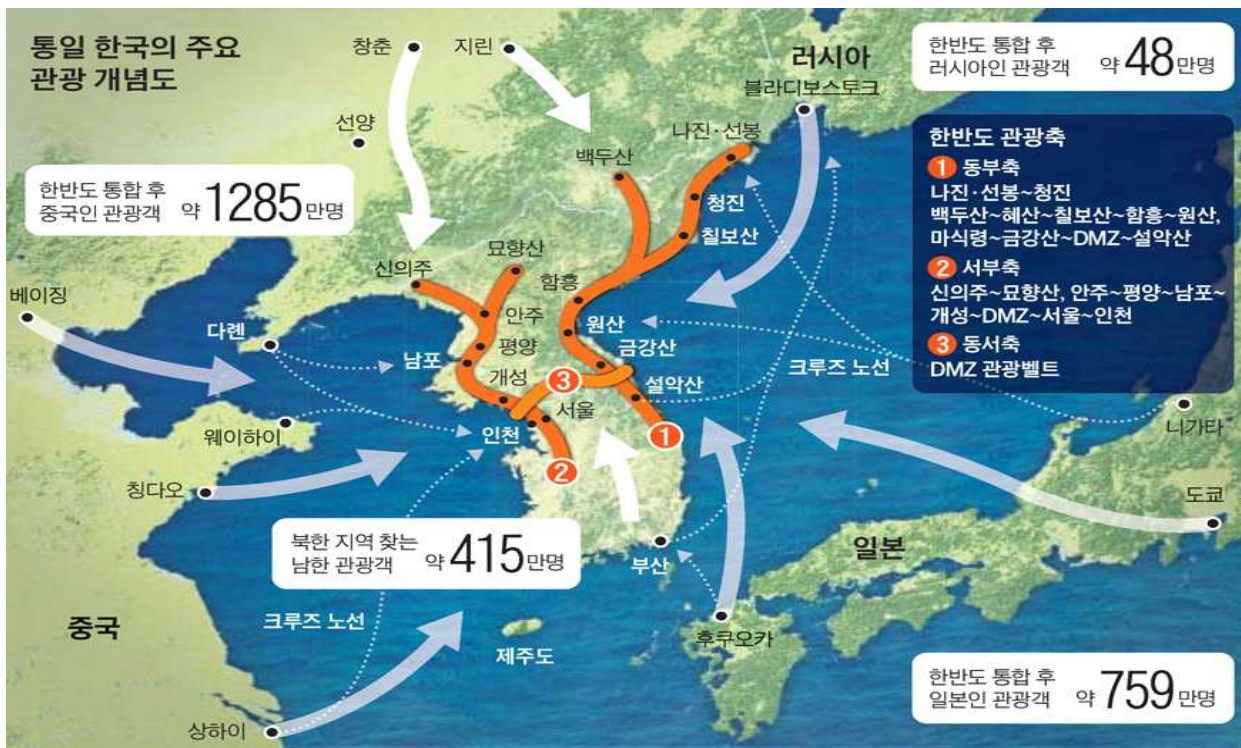 통일 한국의 주요
관광 개념도
창춘
지린
러시아
블라디보스토크
한반도 통합 후
러시아인 관광객 약 48만명
선양
나진·선봉
백두산
한반도 통합 후
중국인 관광객 약 1285만명
청진
칠보산
한반도 관광축
1 동부축
나진·선봉~청진
백두산~혜산~칠보산~함흥~원산,
마식령~금강산~DMZ~설악산
2 서부축
신의주~묘향산, 안주~평양~남포~
개성~DMZ~서울~인천
3 동서축
DMZ 관광벨트
묘향산
신의주
함흥
베이징
안주
원산
다롄
평양
금강산
남포
개성
3
설악산
크루즈 노선
서울
웨이하이
인천
1
니가타
2
칭다오
도쿄
북한 지역 찾는
남한 관광객 약 415만명
부산
일본
중국
크루즈 노선
제주도
후쿠오카
한반도 통합 후
일본인 관광객 약 759만명
상하이